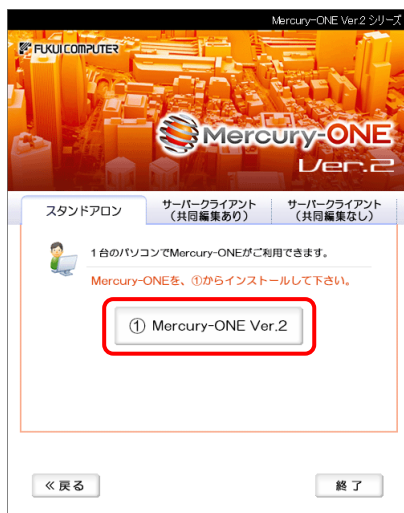 Mercury-ONE Ver.2 シリーズ
FUKUI COMPUTER
Mercury-ONE
Ver.2
スタンドアロン
サーバークライアント
（共同編集あり）
サーバークライアント
（共同編集なし）
1台のパソコンでMercury-ONEがご利用できます。
Mercury-ONEを、①からインストールして下さい。
① Mercury-ONE Ver.2
≪戻る
終 了